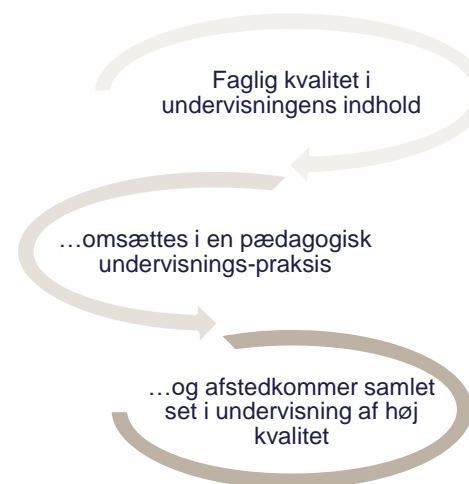 Faglig kvalitet i
undervisningens indhold
…omsættes i en pædagogisk
undervisnings-praksis
…og afstedkommer samlet
set i undervisning af høj
kvalitet